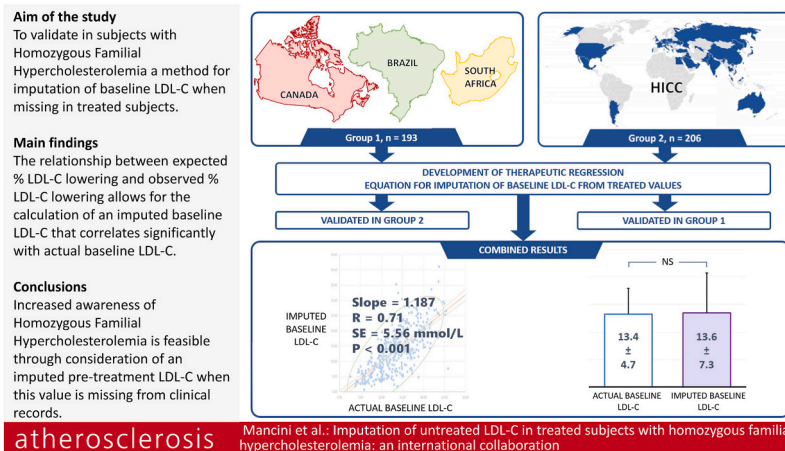 Aim of the study
To validate in subjects with
Homozygous Familial
Hypercholesterolemia a method for
imputation of baseline LDL-C when
missing in treated subjects.
Main findings
The relationship between expected
% LDL-C lowering and observed %
LDL-C lowering allows for the
calculation of an imputed baseline
LDL-C that correlates significantly
with actual baseline LDL-C.
Conclusions
Increased awareness of
Homozygous Familial
Hypercholesterolemia is feasible
through consideration of an
imputed pre-treatment LDL-C when
this value is missing from clinical
records.
CANADA
BRAZIL
SOUTH
AFRICA
Group 1, n = 193
HICC
Group 2, n = 206
DEVELOPMENT OF THERAPEUTIC REGRESSION
EQUATION FOR IMPUTATION OF BASELINE LDL-C FROM TREATED VALUES
VALIDATED IN GROUP 2
VALIDATED IN GROUP 1
COMBINED RESULTS
IMPUTED
BASELINE
LDL-C
Slope = 1.187
R = 0.71
SE = 5.56 mmol/L
P < 0.001
ACTUAL BASELINE LDL-C
NS
13.4
±
4.7
13.6
±
7.3
ACTUAL BASELINE
LDL-C
IMPUTED BASELINE
LDL-C
atherosclerosis
Mancini et al.: Imputation of untreated LDL-C in treated subjects with homozygous familia
hypercholesterolemia: an international collaboration